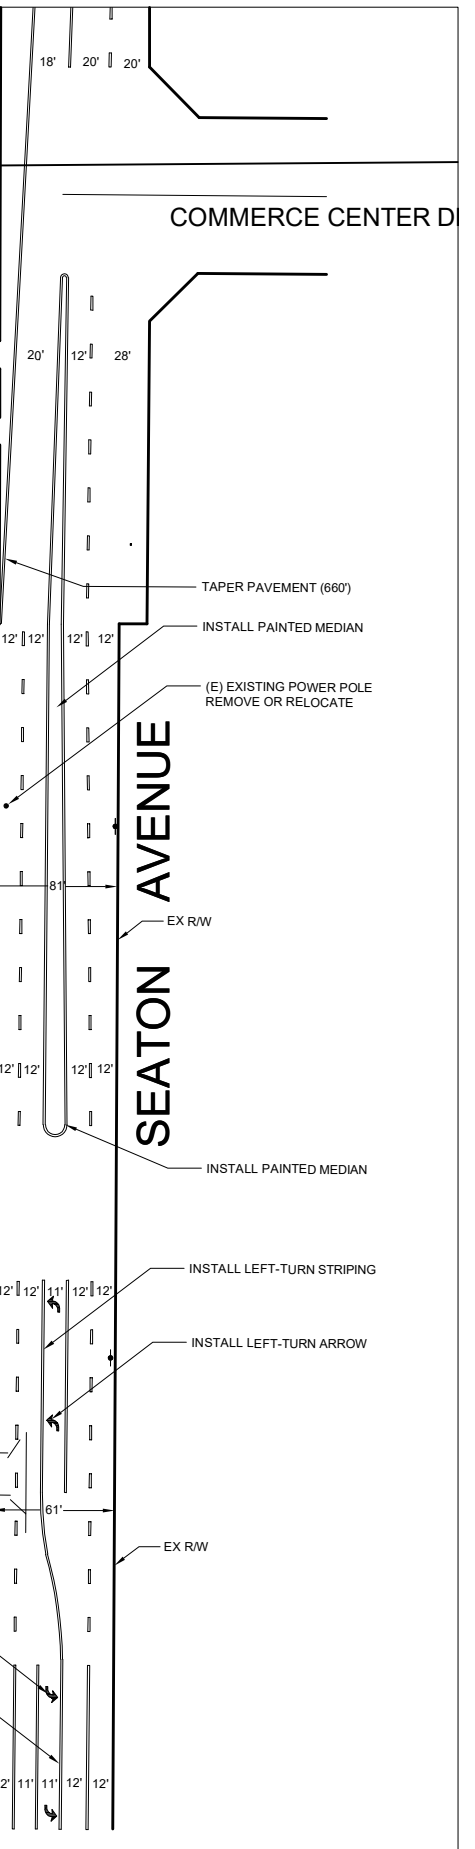 18' 20' 20'
COMMERCE CENTER
20' 12' 28'
TAPER PAVEMENT (660')
INSTALL PAINTED MEDIAN
12' 12' 12' 12'
(E) EXISTING POWER POLE
REMOVE OR RELOCATE
SEATON AVENUE
81'
EX R/W
12' 12' 12' 12'
INSTALL PAINTED MEDIAN
INSTALL LEFT-TURN STRIPING
12' 12' 11' 12' 12'
INSTALL LEFT-TURN ARROW
61'
EX R/W
2' 11' 11' 12' 12'